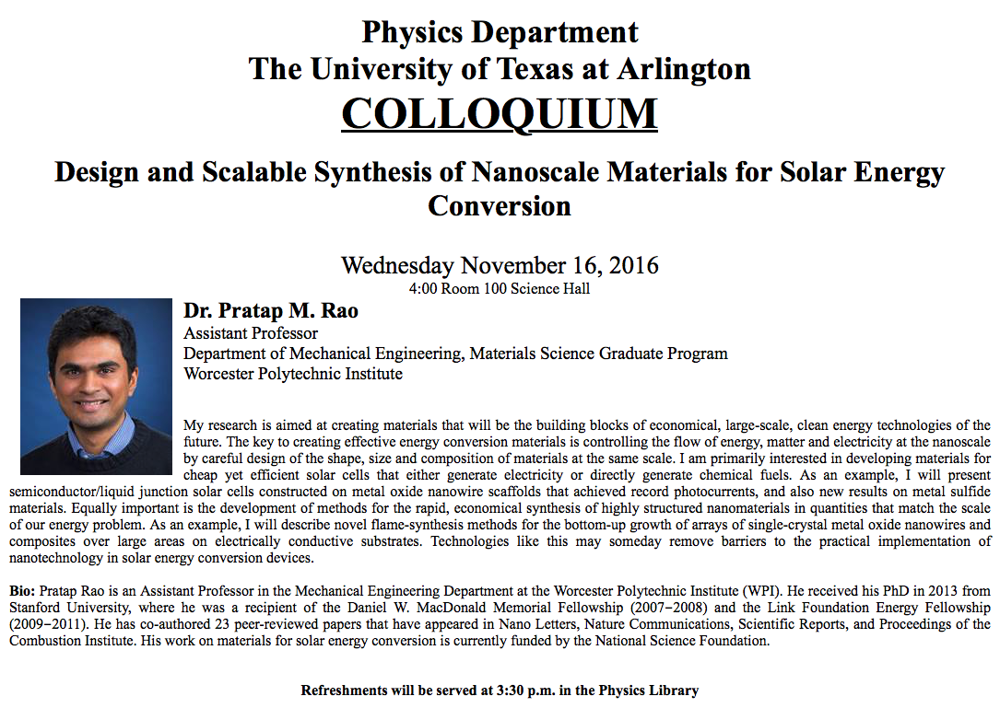 Physics Department
The University of Texas at Arlington
COLLOQUIUM
Design and Scalable Synthesis of Nanoscale Materials for Solar Energy
Conversion
Wednesday November 16, 2016
4:00 Room 100 Science Hall
Dr. Pratap M. Rao
Assistant Professor
Department of Mechanical Engineering, Materials Science Graduate Program
Worcester Polytechnic Institute
My research is aimed at creating materials that will be the building blocks of economical, large-scale, clean energy technologies of the
future. The key to creating effective energy conversion materials is controlling the flow of energy, matter and electricity at the nanoscale
by careful design of the shape, size and composition of materials at the same scale. I am primarily interested in developing materials for
cheap yet efficient solar cells that either generate electricity or directly generate chemical fuels. As an example, I will present
semiconductor/liquid junction solar cells constructed on metal oxide nanowire scaffolds that achieved record photocurrents, and also new results on metal sulfide
materials. Equally important is the development of methods for the rapid, economical synthesis of highly structured nanomaterials in quantities that match the scale
of our energy problem. As an example, I will describe novel flame-synthesis methods for the bottom-up growth of arrays of single-crystal metal oxide nanowires and
composites over large areas on electrically conductive substrates. Technologies like this may someday remove barriers to the practical implementation of
nanotechnology in solar energy conversion devices.
Bio: Pratap Rao is an Assistant Professor in the Mechanical Engineering Department at the Worcester Polytechnic Institute (WPI). He received his PhD in 2013 from
Stanford University, where he was a recipient of the Daniel W. MacDonald Memorial Fellowship (2007−2008) and the Link Foundation Energy Fellowship
(2009−2011). He has co-authored 23 peer-reviewed papers that have appeared in Nano Letters, Nature Communications, Scientific Reports, and Proceedings of the
Combustion Institute. His work on materials for solar energy conversion is currently funded by the National Science Foundation.
Refreshments will be served at 3:30 p.m. in the Physics Library